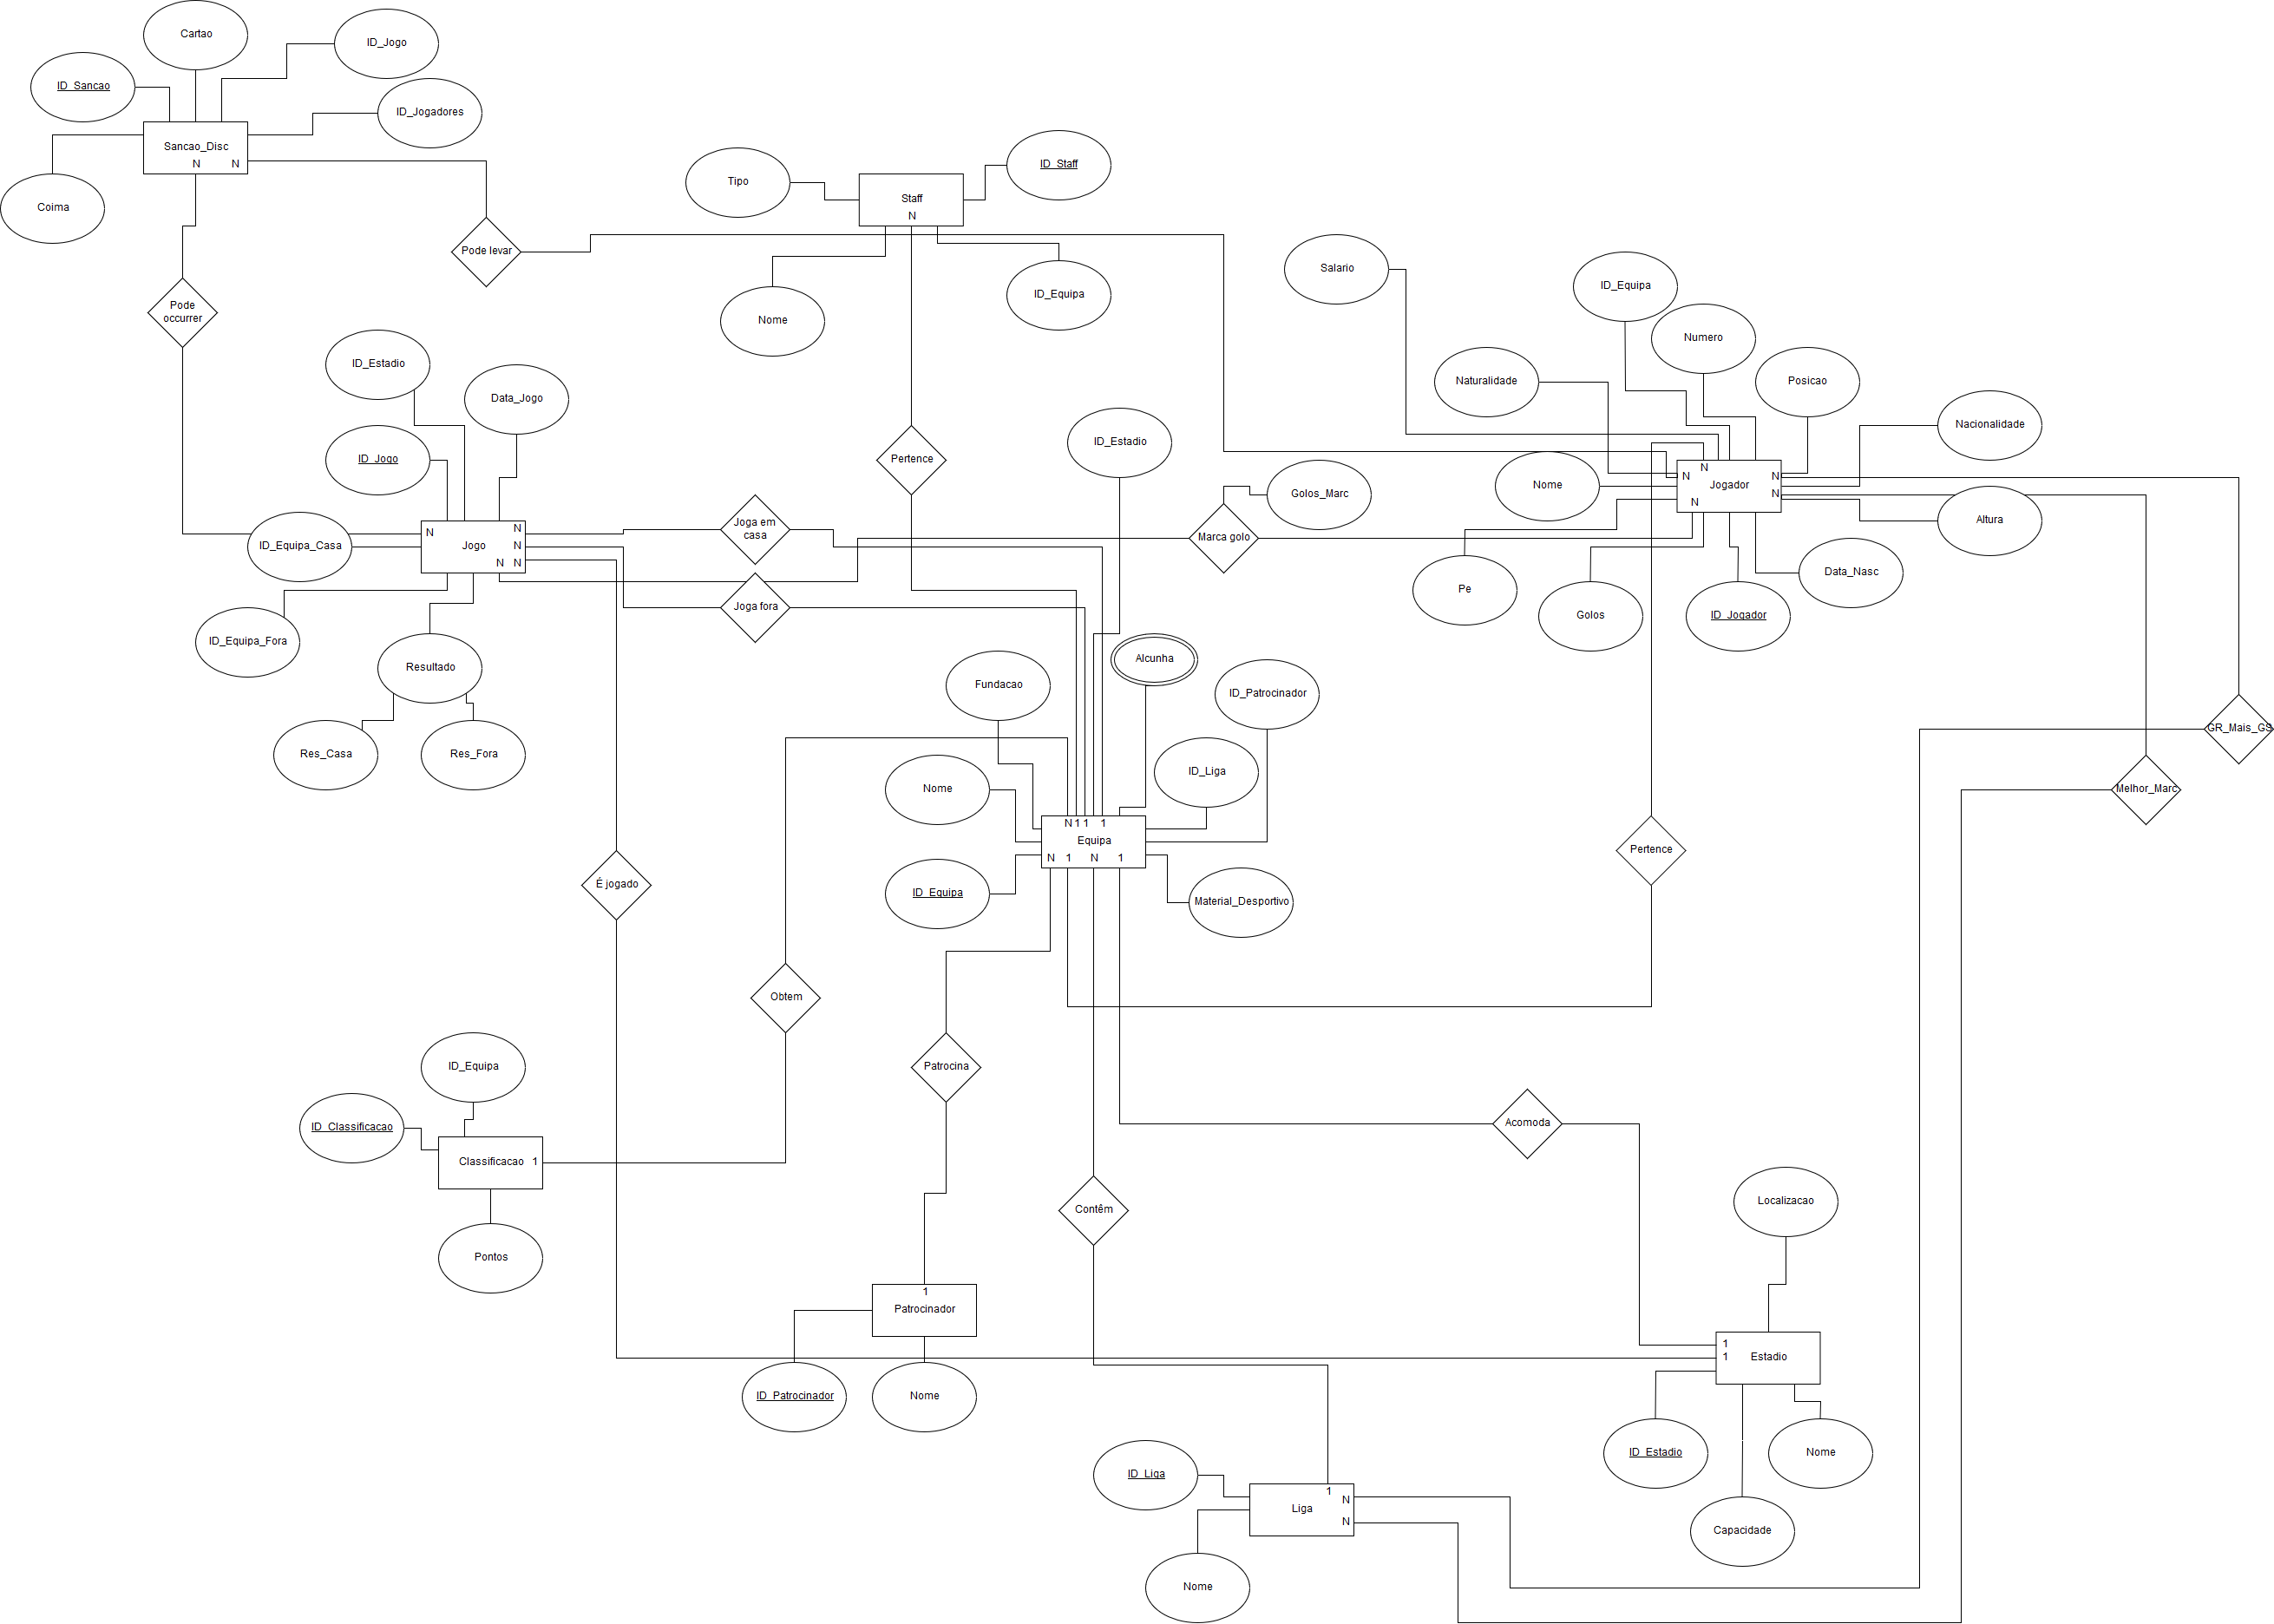 Cartao
ID_Jogo
ID_Sancao
ID_Jogadores
Sancao_Disc
N
N
Coima
Tipo
ID_Staff
Staff
N
Pode levar
Nome
ID_Equipa
Pode
occurrer
Salario
ID_Equipa
Numero
Naturalidade
Posicao
Nacionalidade
ID_Estadio
Data_Jogo
ID_Jogo
Pertence
ID_Estadio
Golos_Marc
Nome
N
N
N
Jogador
N
N
N
Altura
ID_Equipa_Casa
N
Jogo
N
N
N
N
Joga em
casa
Marca golo
Joga fora
Pe
Golos
ID_Jogador
Data_Nasc
ID_Equipa_Fora
Resultado
Res_Casa
Res_Fora
Fundacao
Alcunha
ID_Patrocinador
GR_Mais_GS
Nome
ID_Liga
Melhor_Marc
N
1
1
1
Equipa
N
1
N
1
Pertence
É jogado
ID_Equipa
Material_Desportivo
Obtem
Patrocina
ID_Equipa
ID_Classificacao
Classificacao
1
Acomoda
Contêm
Localizacao
Pontos
1
Patrocinador
1
1
Estadio
ID_Patrocinador
Nome
ID_Estadio
Nome
ID_Liga
1
N
Liga
N
Capacidade
Nome